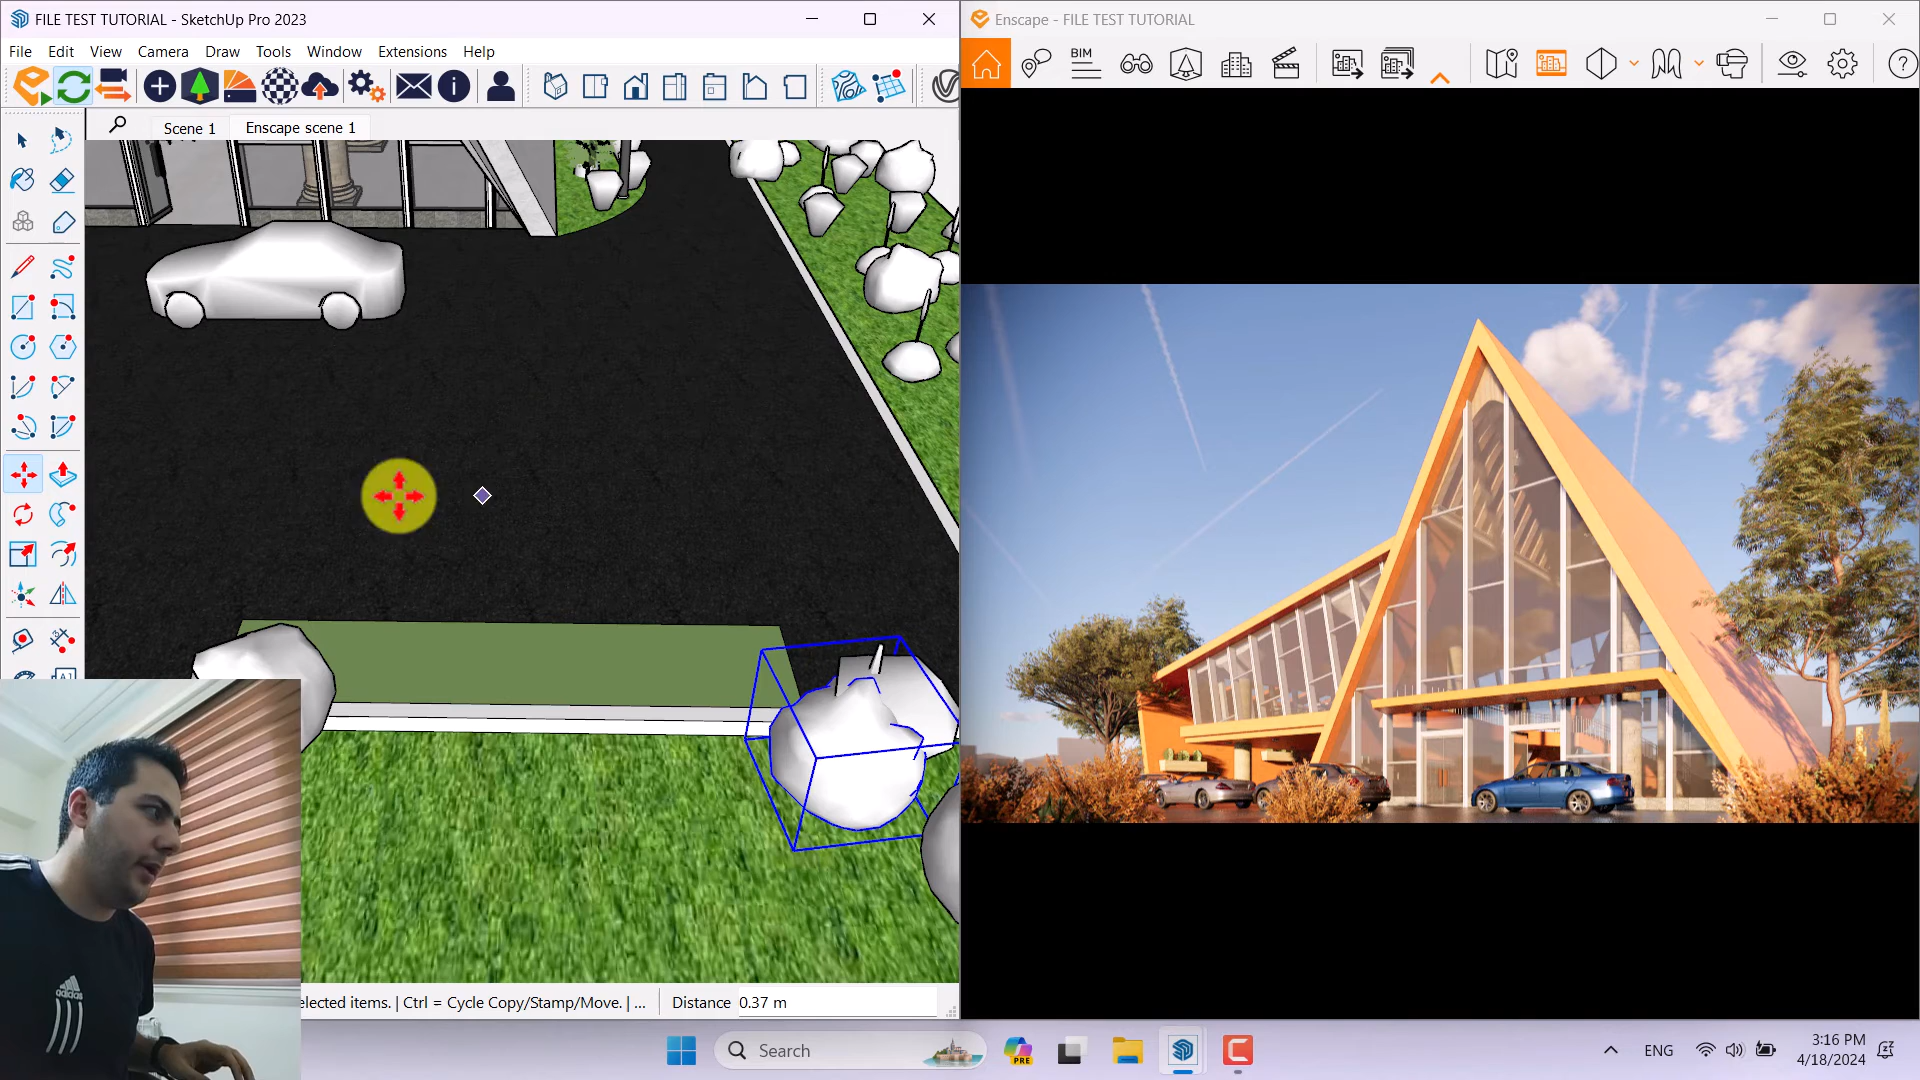 FILE TEST TUTORIAL - SketchUp Pro 2023
File Edit View Camera Draw Tools Window Extensions Help
Scene 1
Enscape scene 1
elected items. | Ctrl = Cycle Copy/Stamp/Move. | ...
Distance 0.37 m
adidas
Enscape - FILE TEST TUTORIAL
BIM
Search
PRE
ENG
3:16 PM
4/18/2024